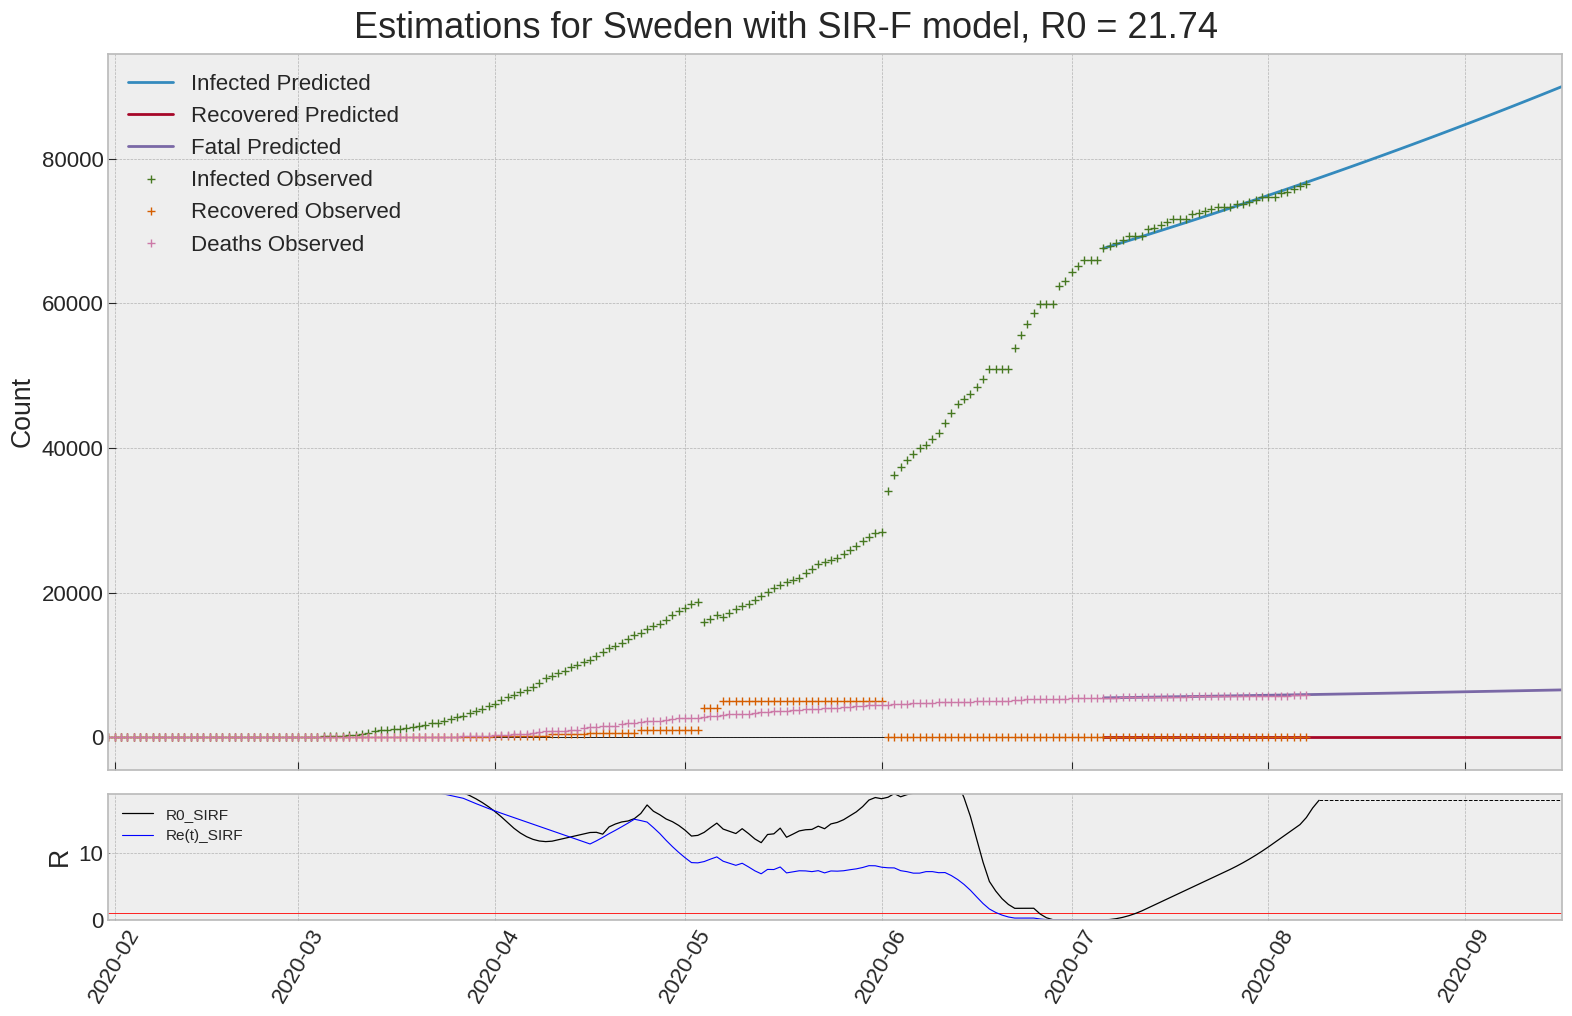 Estimations for Sweden with SIR-F model, R0 = 21.74
Infected Predicted
Recovered Predicted
Fatal Predicted
Infected Observed
Recovered Observed
Deaths Observed
Count
80000
60000
40000
20000
0
R0_SIRF
Re(t)_SIRF
R
10
0
2020-02
2020-03
2020-04
2020-05
2020-06
2020-07
2020-08
2020-09